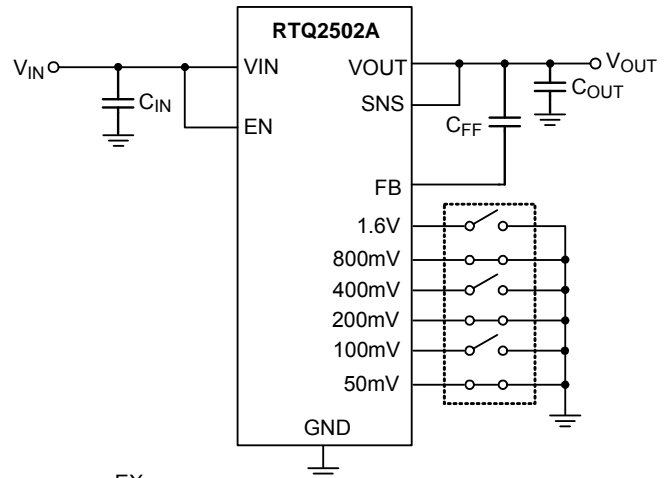 RTQ2502A
VIN
VIN
VOUT
VOUT
CIN
SNS
COUT
EN
CFF
FB
1.6V
800mV
400mV
200mV
100mV
50mV
GND